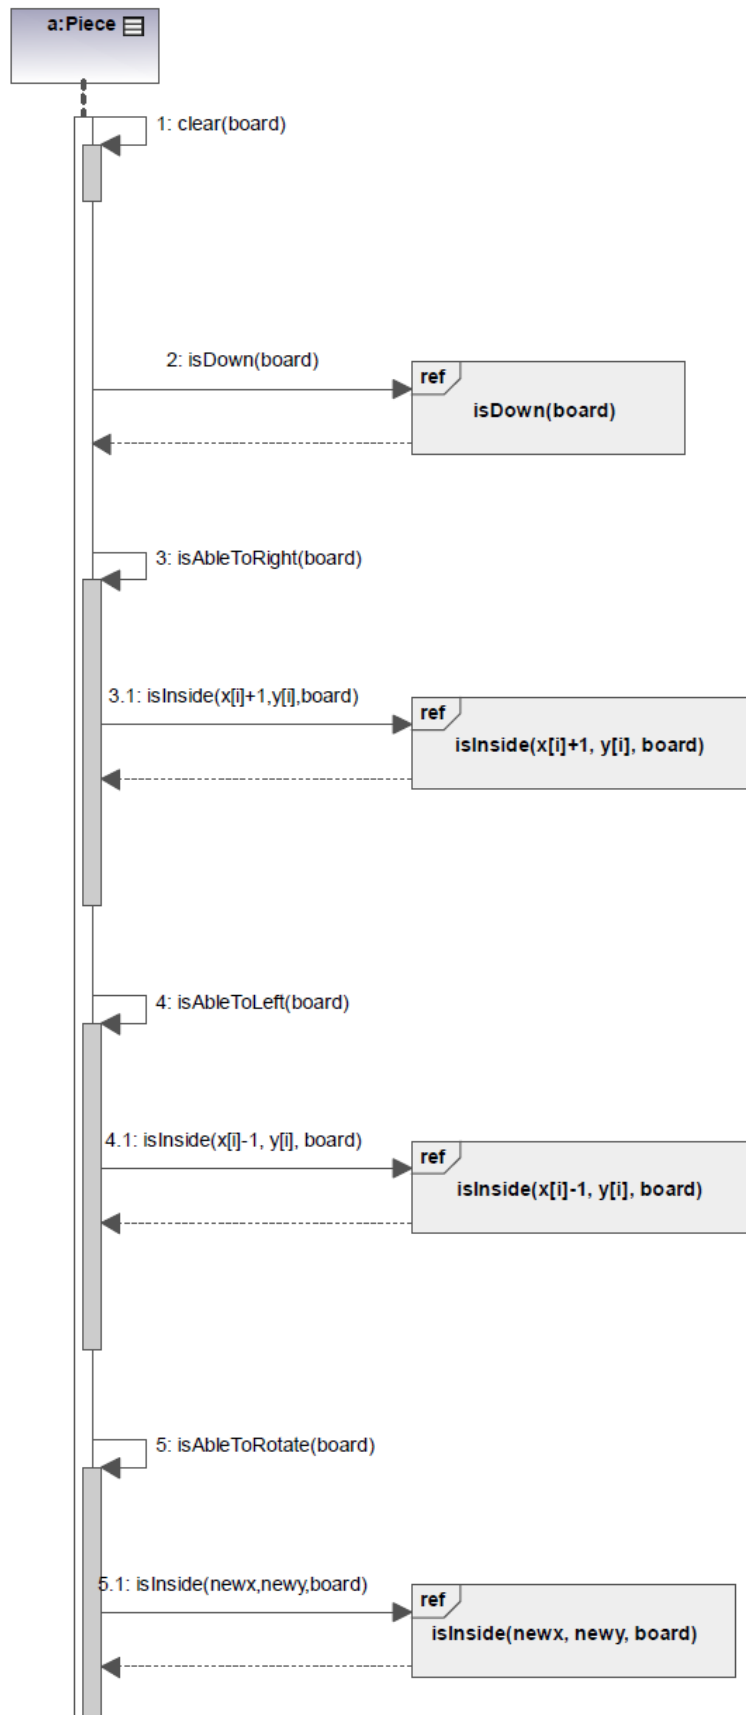 a:Piece
1: clear(board)
2: isDown(board)
ref
isDown(board)
3: isAbleToRight(board)
3.1: isInside(x[i]+1,y[i],board)
ref
isInside(x[i]+1, y[i], board)
4: isAbleToLeft(board)
4.1: isInside(x[i]-1, y[i], board)
ref
isInside(x[i]-1, y[i], board)
5: isAbleToRotate(board)
5.1: isInside(newx,newy,board)
ref
isInside(newx, newy, board)